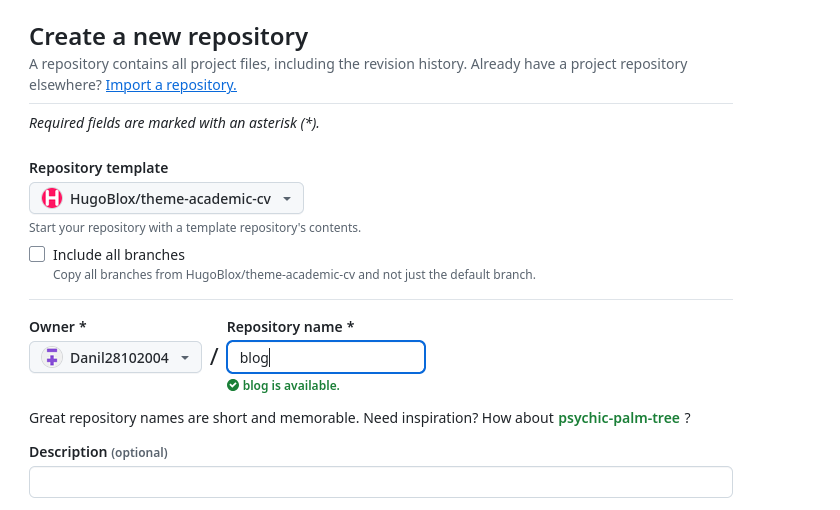 Create a new repository
A repository contains all project files, including the revision history. Already have a project repository
elsewhere? Import a repository.
Required fields are marked with an asterisk (*).
Repository template
HugoBlox/theme-academic-cv
Start your repository with a template repository's contents.
Include all branches
Copy all branches from HugoBlox/theme-academic-cv and not just the default branch.
Owner *
Repository name *
Danil28102004
/
blog
blog is available.
Great repository names are short and memorable. Need inspiration? How about psychic-palm-tree ?
Description (optional)